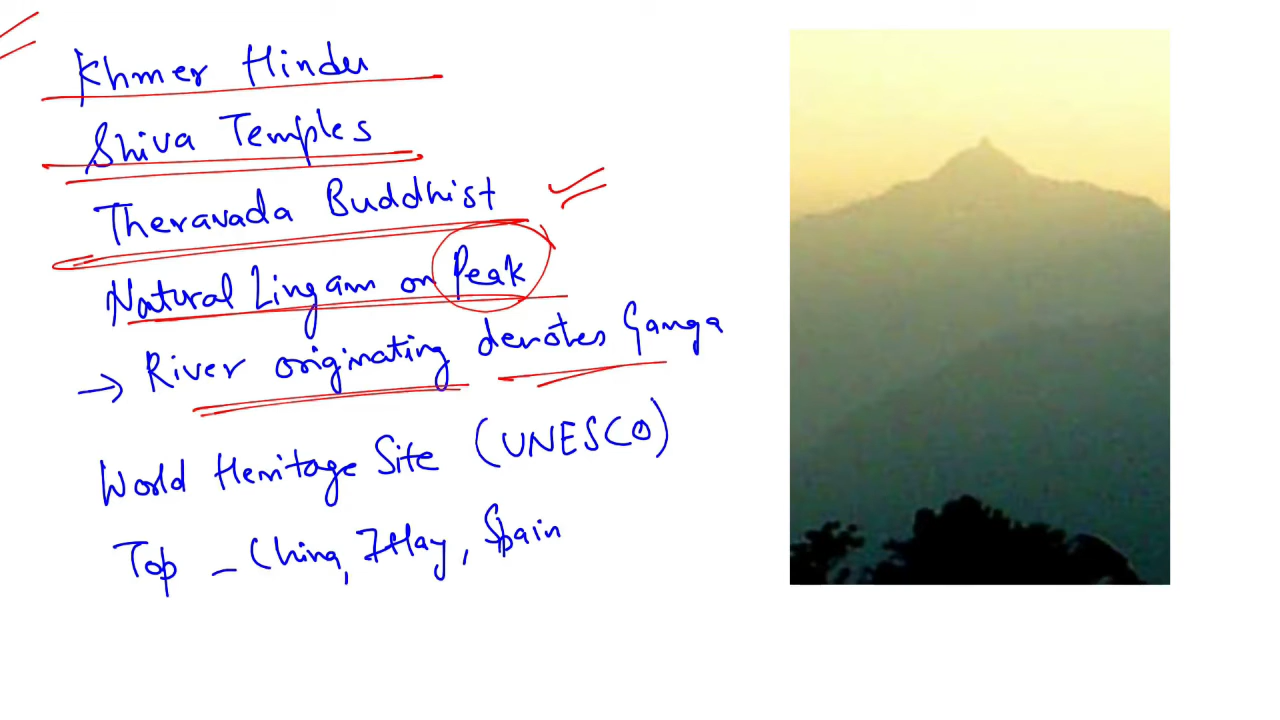 Khmer Hindu
Shiva Temples
Theravada Buddhist
Natural Lingam on Peak
→ River originating denotes Ganga
World Heritage Site (UNESCO)
Top - China, Itlay, Spain